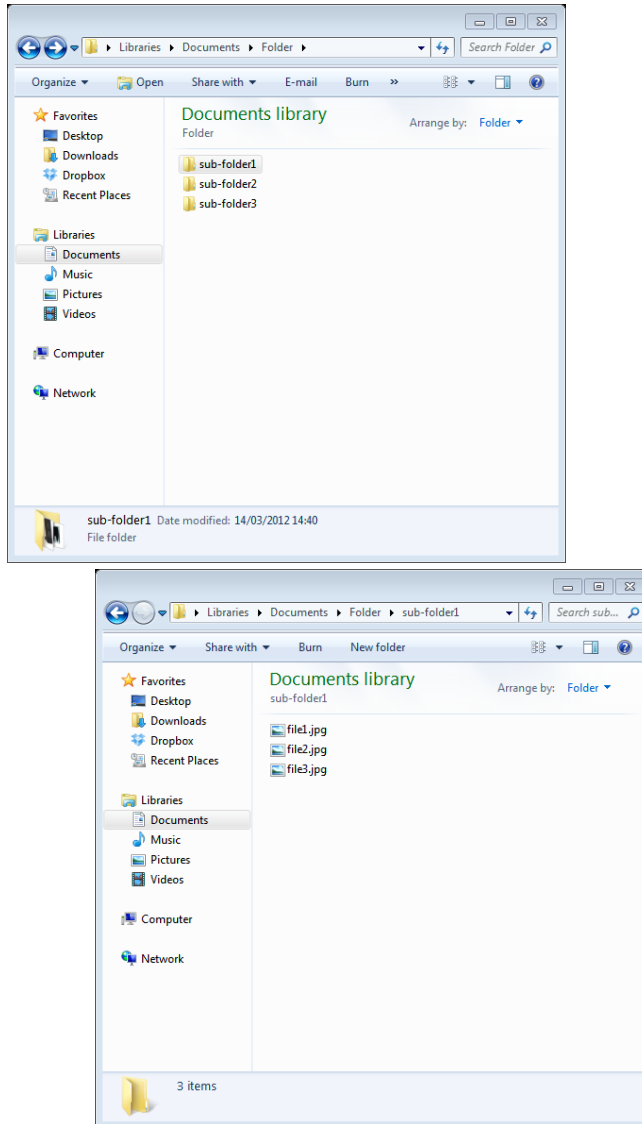 Libraries Documents Folder Search Folder
Organize Open Share with E-mail Burn »
Favorites
Desktop
Downloads
Dropbox
Recent Places
Libraries
Documents
Music
Pictures
Videos
Computer
Network
Documents library
Folder
Arrange by: Folder
sub-folder1
sub-folder2
sub-folder3
sub-folder1 Date modified: 14/03/2012 14:40
File folder
Libraries Documents Folder sub-folder1 Search sub...
Organize Share with Burn New folder
Favorites
Desktop
Downloads
Dropbox
Recent Places
Libraries
Documents
Music
Pictures
Videos
Computer
Network
Documents library
sub-folder1
Arrange by: Folder
file1.jpg
file2.jpg
file3.jpg
3 items